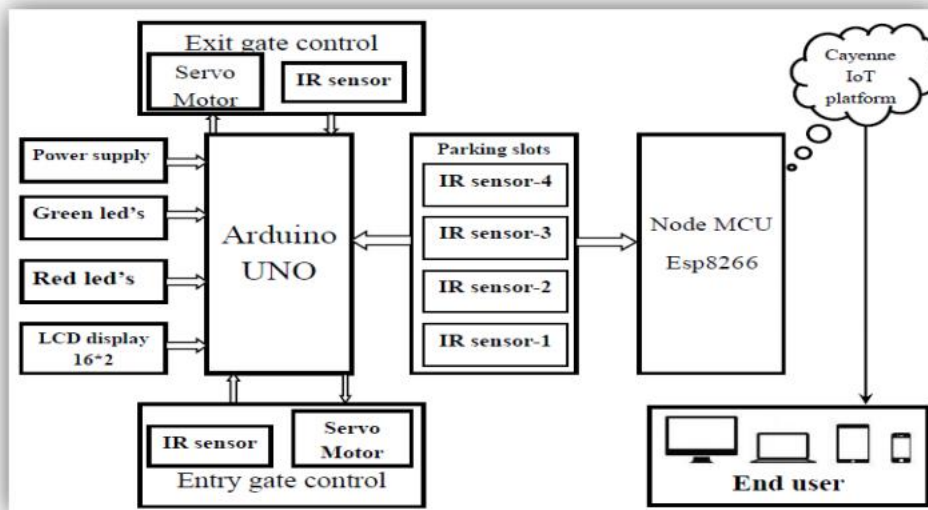 Exit gate control
Servo
Motor
IR sensor
Cayenne
IoT
platform
Power supply
Green led's
Red led's
LCD display
16*2
Arduino
UNO
Parking slots
IR sensor-4
IR sensor-3
IR sensor-2
IR sensor-1
Node MCU
Esp8266
IR sensor
Servo
Motor
Entry gate control
End user